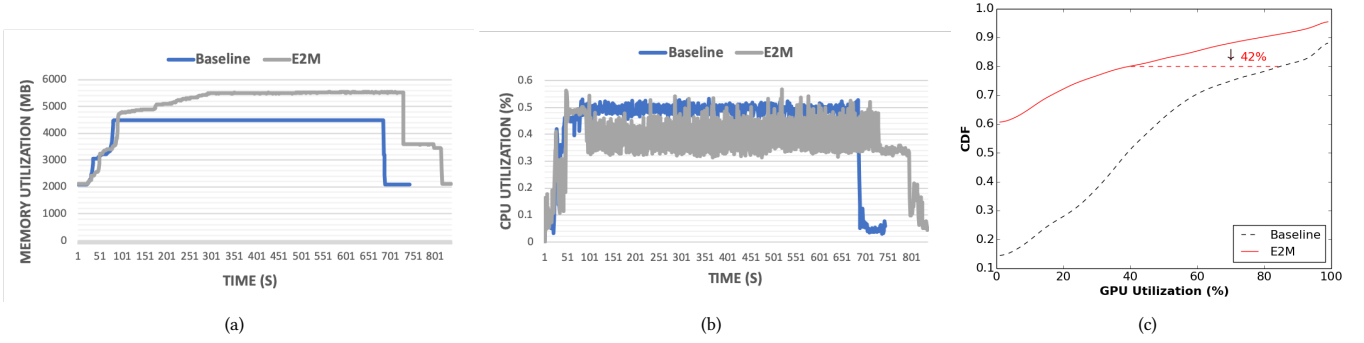 Baseline E2M
MEMORY UTILIZATION (MB)
6000
5000
4000
3000
2000
1000
0
1 51 101 151 201 251 301 351 401 451 501 551 601 651 701 751 801
TIME (S)
(a)
Baseline E2M
CPU UTILIZATION (%)
0.6
0.5
0.4
0.3
0.2
0.1
0
1 51 101 151 201 251 301 351 401 451 501 551 601 651 701 751 801
TIME (S)
(b)
CDF
1.0
0.9
0.8
0.7
0.6
0.5
0.4
0.3
0.2
0.1
↓ 42%
Baseline
E2M
0 20 40 60 80 100
GPU Utilization (%)
(c)